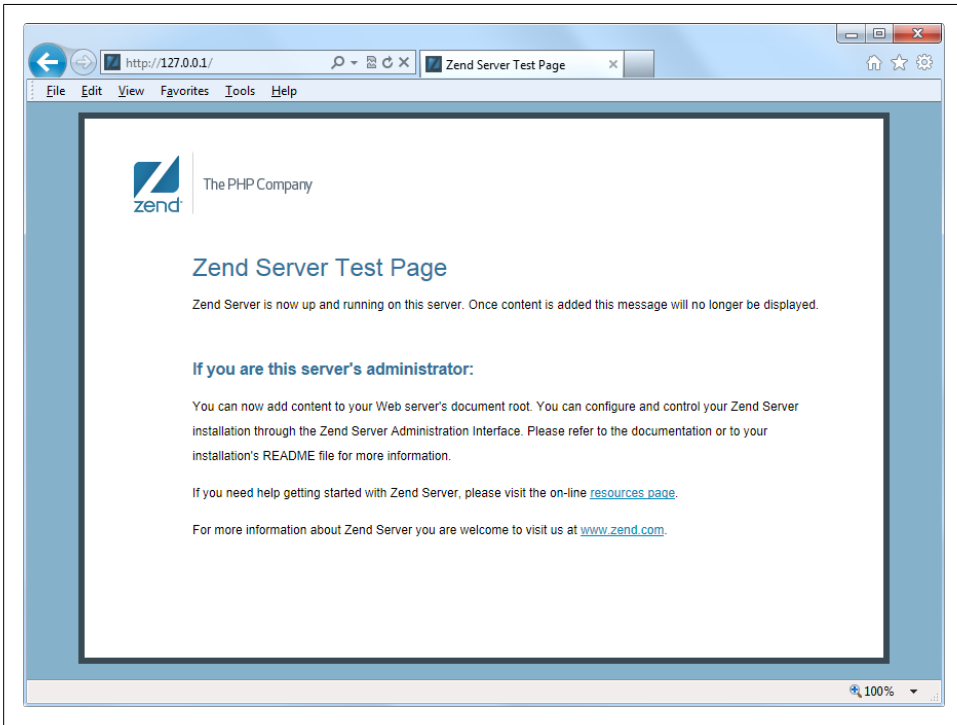 http://127.0.0.1/
Zend Server Test Page
File Edit View Favorites Tools Help
zend
The PHP Company
Zend Server Test Page
Zend Server is now up and running on this server. Once content is added this message will no longer be displayed.
If you are this server's administrator:
You can now add content to your Web server's document root. You can configure and control your Zend Server
installation through the Zend Server Administration Interface. Please refer to the documentation or to your
installation's README file for more information.
If you need help getting started with Zend Server, please visit the on-line resources page.
For more information about Zend Server you are welcome to visit us at www.zend.com.
100%